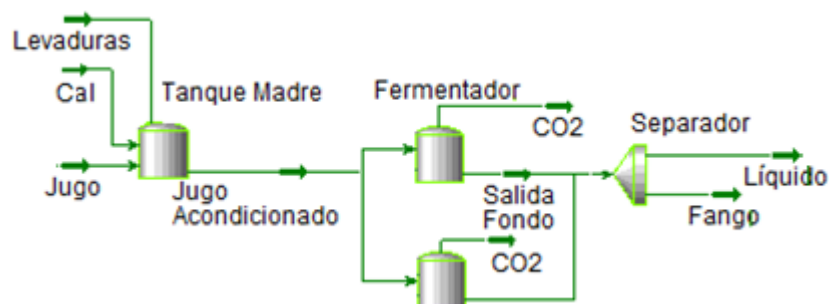 Levaduras
Cal
Tanque Madre
Fermentador
CO2
Separador
Jugo
Jugo
Acondicionado
Salida
Fondo
Líquido
Fango
CO2